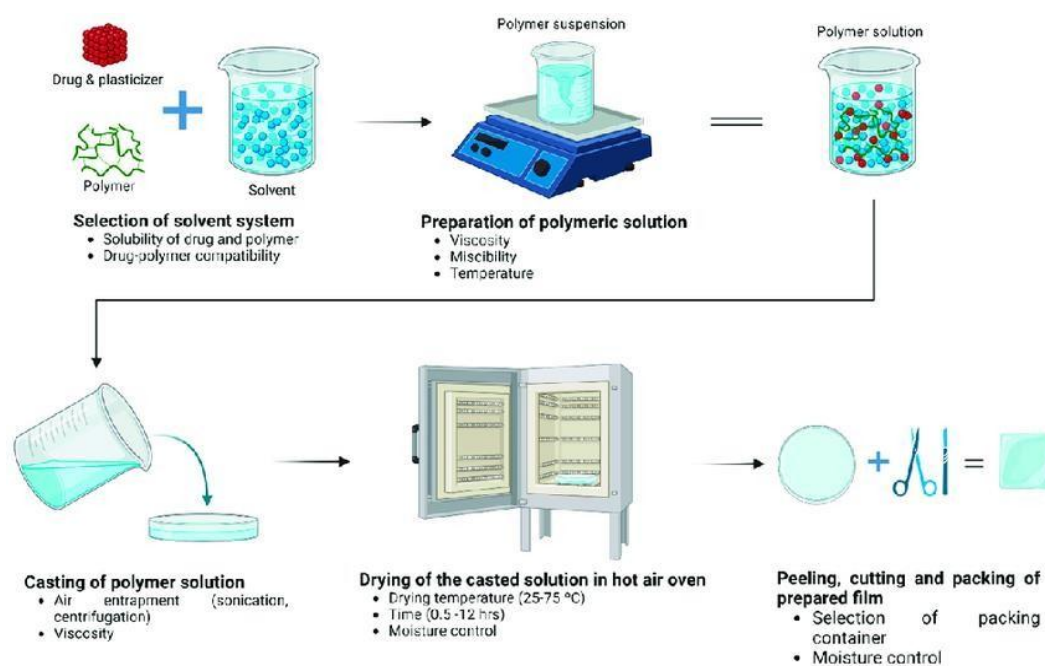 Drug & plasticizer
Polymer
Solvent
Selection of solvent system
• Solubility of drug and polymer
• Drug-polymer compatibility
Polymer suspension
Preparation of polymeric solution
• Viscosity
• Miscibility
• Temperature
Polymer solution
Casting of polymer solution
• Air entrapment (sonication,
centrifugation)
• Viscosity
Drying of the casted solution in hot air oven
• Drying temperature (25-75 ºC)
• Time (0.5 -12 hrs)
• Moisture control
Peeling, cutting and packing of
prepared film
• Selection of packing
container
• Moisture control